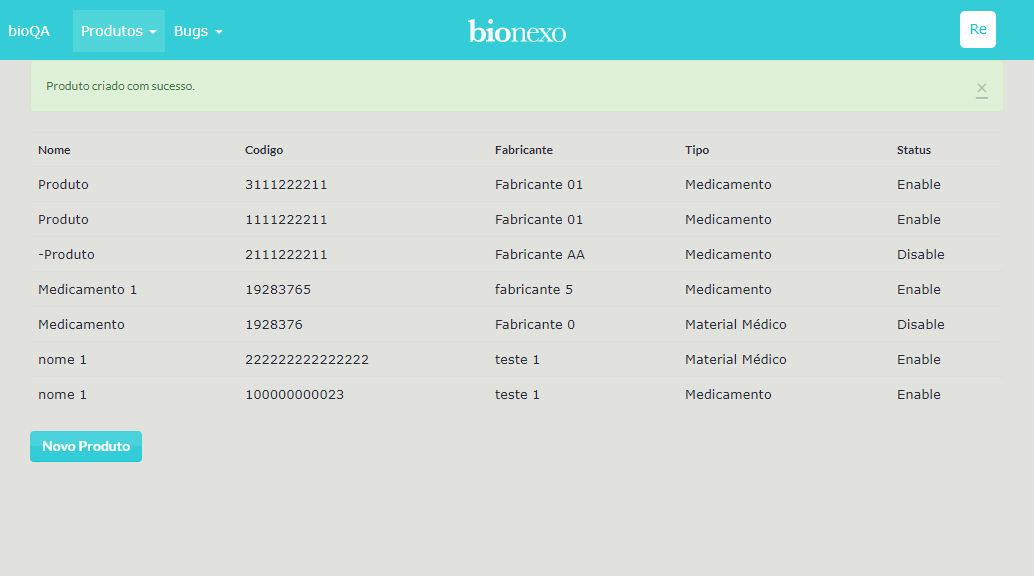 bioQA Produtos Bugs bionexo Re
Produto criado com sucesso. ×
Nome Codigo Fabricante Tipo Status
Produto 3111222211 Fabricante 01 Medicamento Enable
Produto 1111222211 Fabricante 01 Medicamento Enable
-Produto 2111222211 Fabricante AA Medicamento Disable
Medicamento 1 19283765 fabricante 5 Medicamento Enable
Medicamento 1928376 Fabricante 0 Material Médico Disable
nome 1 222222222222222 teste 1 Material Médico Enable
nome 1 100000000023 teste 1 Medicamento Enable
Novo Produto